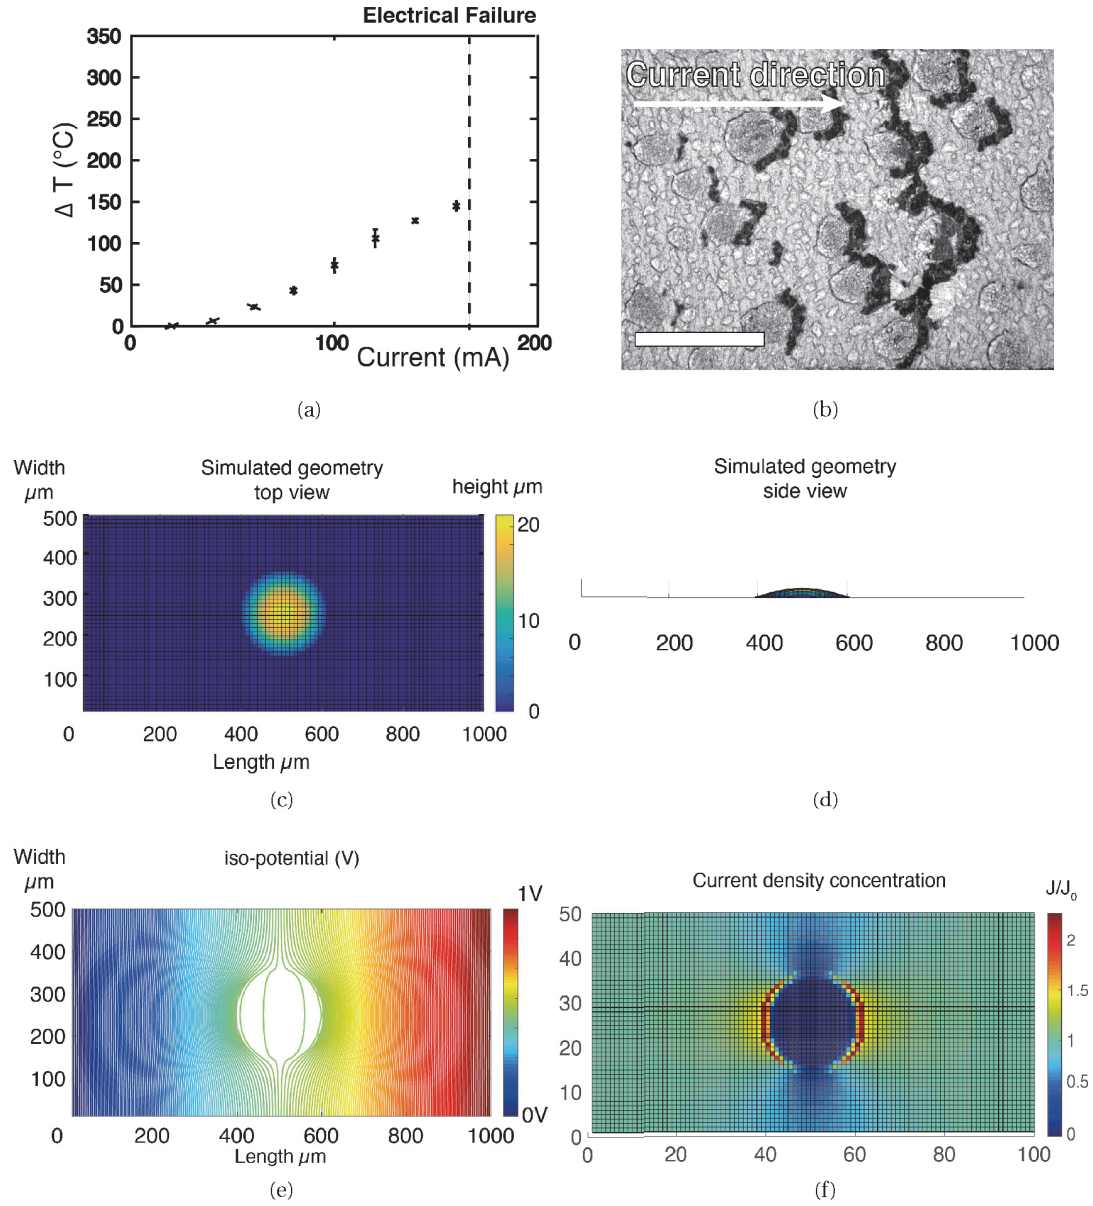 Electrical Failure
350
300
250
200
150
100
50
0
Δ T (°C)
0
100
200
Current (mA)
(a)
Current direction
(b)
Width
μm
Simulated geometry
top view
height μm
500
400
300
200
100
20
10
0
0
200
400
600
800
1000
Length μm
(c)
Simulated geometry
side view
0
200
400
600
800
1000
(d)
Width
μm
iso-potential (V)
1V
500
400
300
200
100
0V
0
200
400
600
800
1000
Length μm
(e)
Current density concentration
J/J₀
50
40
30
20
10
0
2
1.5
1
0.5
0
0
20
40
60
80
100
(f)